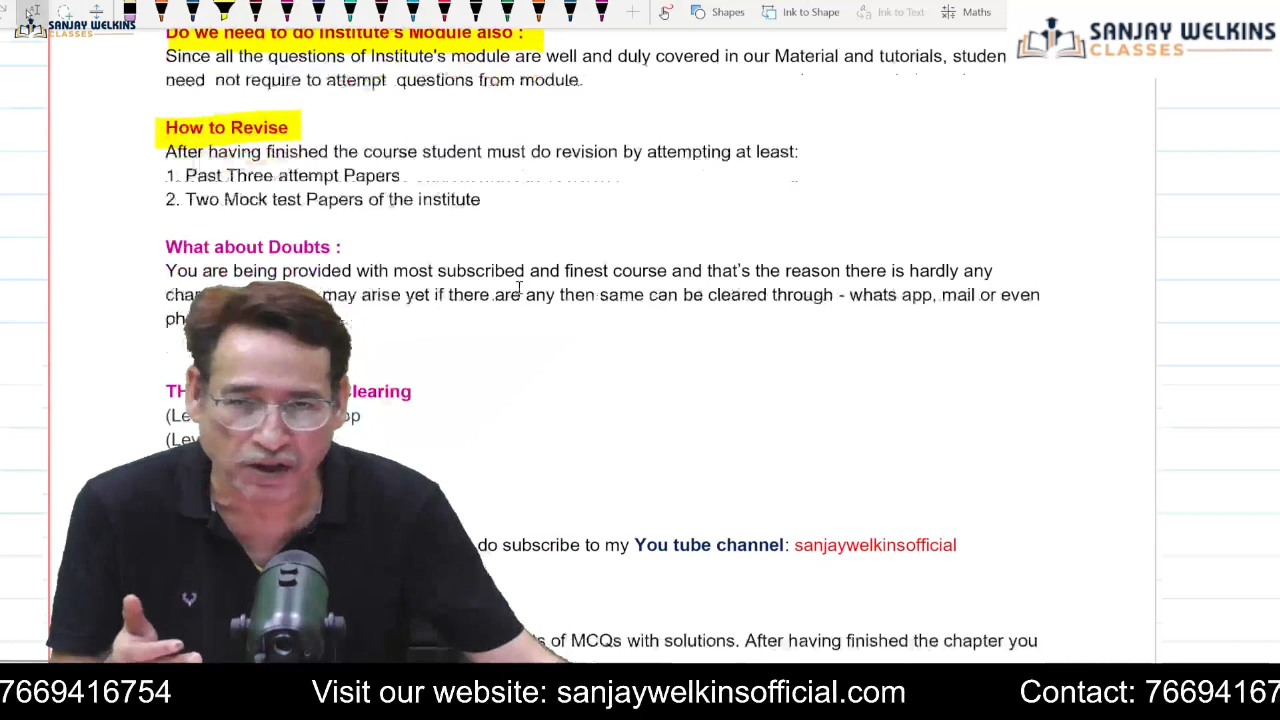 Shapes
Ink to Shape
Ink to Text
Maths
SANJAY WELKINS
CLASSES
SANJAY WELKINS
CLASSES
Do we need to do Institute's Module also :
Since all the questions of Institute's module are well and duly covered in our Material and tutorials, studen
need not require to attempt questions from module.
How to Revise
After having finished the course student must do revision by attempting at least:
1. Past Three attempt Papers
2. Two Mock test Papers of the institute
What about Doubts :
You are being provided with most subscribed and finest course and that's the reason there is hardly any
may arise yet if there are any then same can be cleared through - whats app, mail or even
learing
do subscribe to my You tube channel: sanjaywelkinsofficial
of MCQs with solutions. After having finished the chapter you
7669416754 Visit our website: sanjaywelkinsofficial.com Contact: 76694167